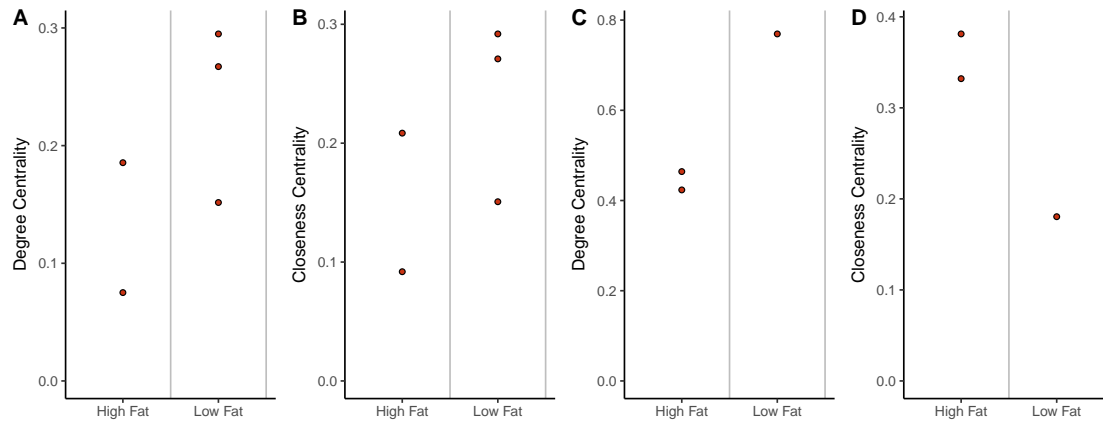 A
Degree Centrality
0.3
0.2
0.1
0.0
High Fat
Low Fat
B
Closeness Centrality
0.3
0.2
0.1
0.0
High Fat
Low Fat
C
Degree Centrality
0.8
0.6
0.4
0.2
0.0
High Fat
Low Fat
D
Closeness Centrality
0.4
0.3
0.2
0.1
0.0
High Fat
Low Fat